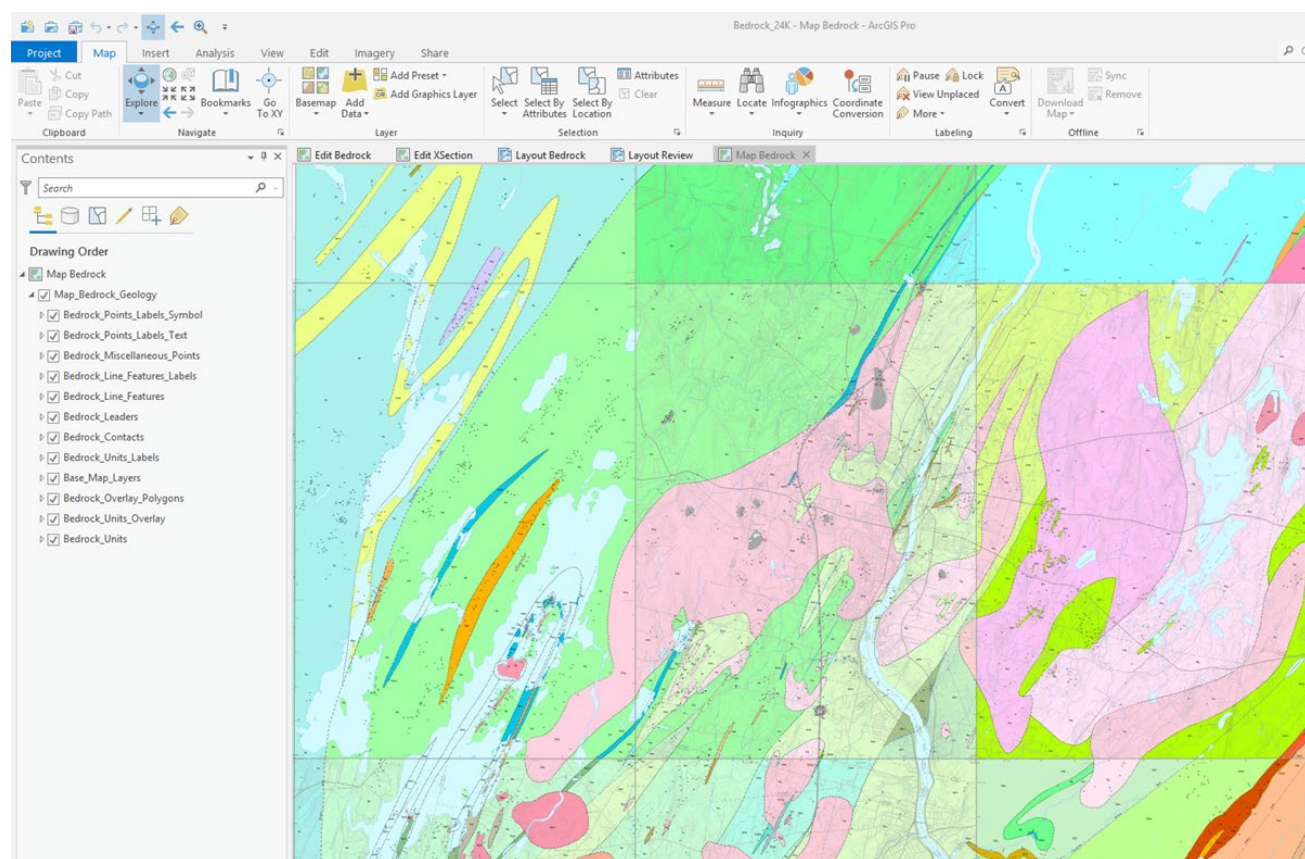 Bedrock_24K - Map Bedrock - ArcGIS Pro
Project Map Insert Analysis View Edit Imagery Share
Paste
Cut
Copy
Copy Path
Clipboard
Explore
Bookmarks
Go To XY
Navigate
Basemap
Add Data
Add Preset
Add Graphics Layer
Layer
Select
Select By Attributes
Select By Location
Attributes
Clear
Selection
Measure
Locate
Infographics
Coordinate Conversion
Inquiry
Pause
Lock
View Unplaced
More
Convert
Labeling
Download Map
Sync
Remove
Offline
Contents
Edit Bedrock
Edit XSection
Layout Bedrock
Layout Review
Map Bedrock
Search
Drawing Order
Map Bedrock
Map_Bedrock_Geology
Bedrock_Points_Labels_Symbol
Bedrock_Points_Labels_Text
Bedrock_Miscellaneous_Points
Bedrock_Line_Features_Labels
Bedrock_Line_Features
Bedrock_Leaders
Bedrock_Contacts
Bedrock_Units_Labels
Base_Map_Layers
Bedrock_Overlay_Polygons
Bedrock_Units_Overlay
Bedrock_Units